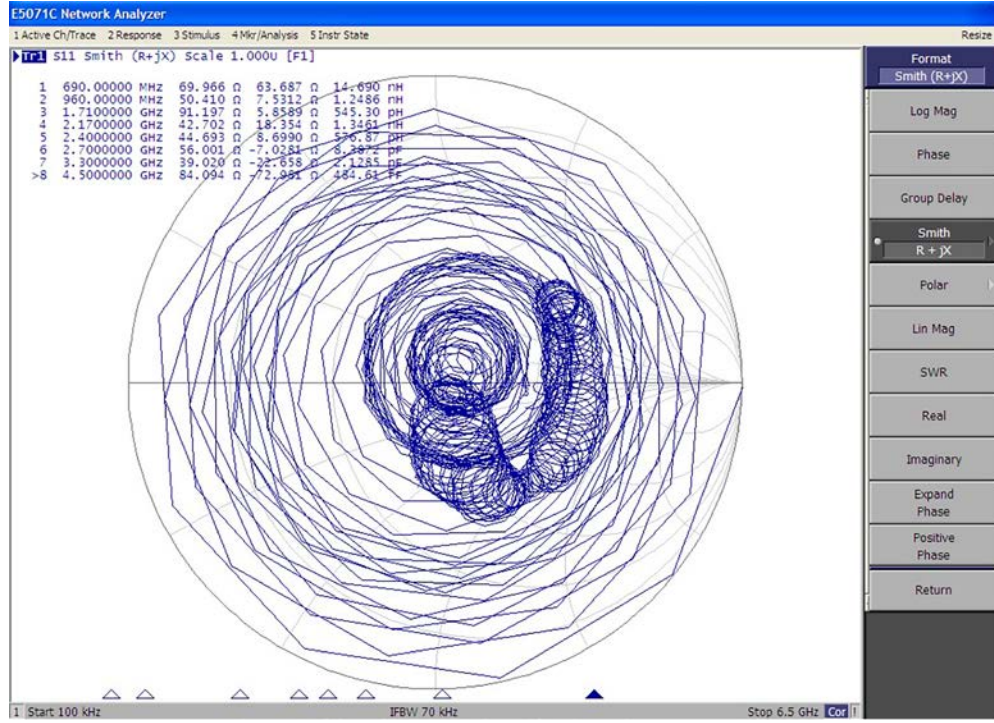 E5071C Network Analyzer
1 Active Ch/Trace 2 Response 3 Stimulus 4 Mkr/Analysis 5 Instr State Resize
Tr1 S11 Smith (R+jX) Scale 1.000U [F1]
1 690.00000 MHz 69.966 Ω 63.687 Ω 14.690 nH
2 960.00000 MHz 50.410 Ω 7.5312 Ω 1.2486 nH
3 1.7100000 GHz 91.197 Ω 5.8589 Ω 545.30 pH
4 2.1700000 GHz 42.702 Ω 18.354 Ω 1.3461 nH
5 2.4000000 GHz 44.693 Ω 8.6990 Ω 576.87 pH
6 2.7000000 GHz 56.001 Ω -7.0281 Ω 8.3872 pF
7 3.3000000 GHz 39.020 Ω -22.658 Ω 2.1285 pF
>8 4.5000000 GHz 84.094 Ω -72.981 Ω 484.61 fF
Format
Smith (R+jX)
Log Mag
Phase
Group Delay
Smith
R + jX
Polar
Lin Mag
SWR
Real
Imaginary
Expand
Phase
Positive
Phase
Return
1 Start 100 kHz IFBW 70 kHz Stop 6.5 GHz Cor !